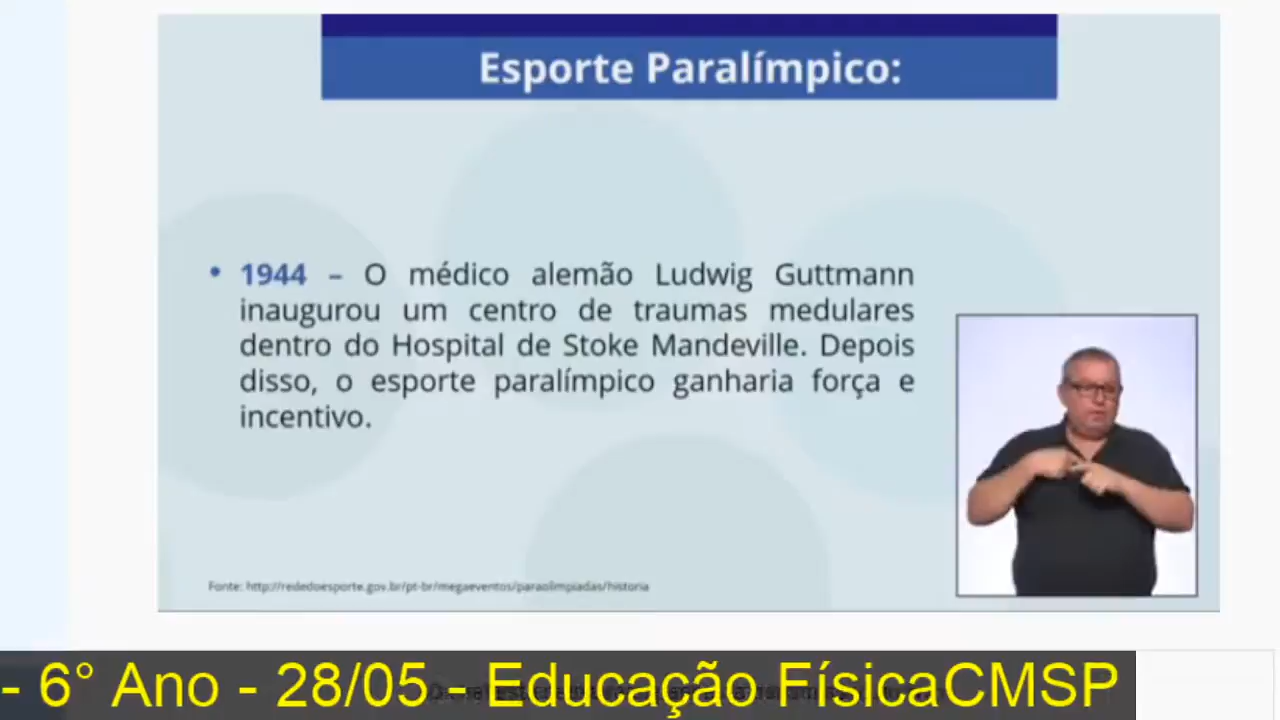 Esporte Paralímpico:
• 1944 – O médico alemão Ludwig Guttmann
inaugurou um centro de traumas medulares
dentro do Hospital de Stoke Mandeville. Depois
disso, o esporte paralímpico ganharia força e
incentivo.
Fonte: http://rededoesporte.gov.br/pt-br/megaeventos/paraolimpiadas/historia
- 6° Ano - 28/05 - Educação FísicaCMSP